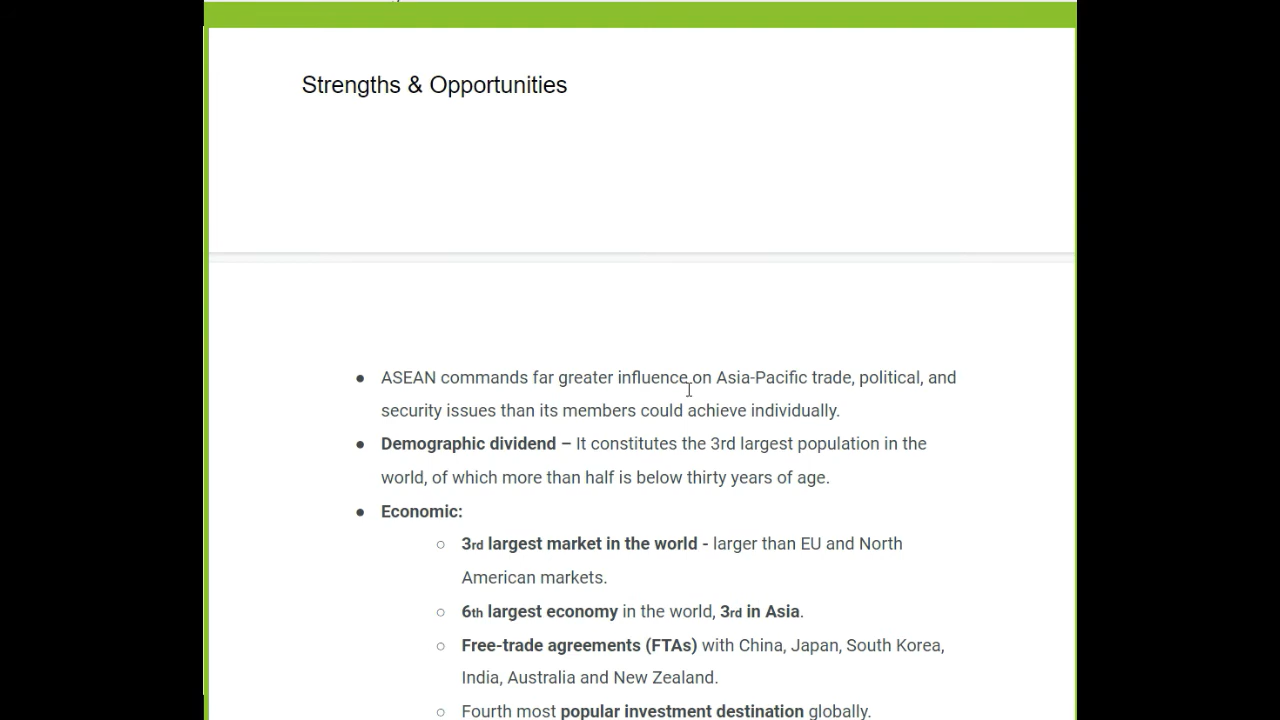 Strengths & Opportunities
● ASEAN commands far greater influence on Asia-Pacific trade, political, and
security issues than its members could achieve individually.
● Demographic dividend – It constitutes the 3rd largest population in the
world, of which more than half is below thirty years of age.
● Economic:
○ 3rd largest market in the world - larger than EU and North
American markets.
○ 6th largest economy in the world, 3rd in Asia.
○ Free-trade agreements (FTAs) with China, Japan, South Korea,
India, Australia and New Zealand.
○ Fourth most popular investment destination globally.